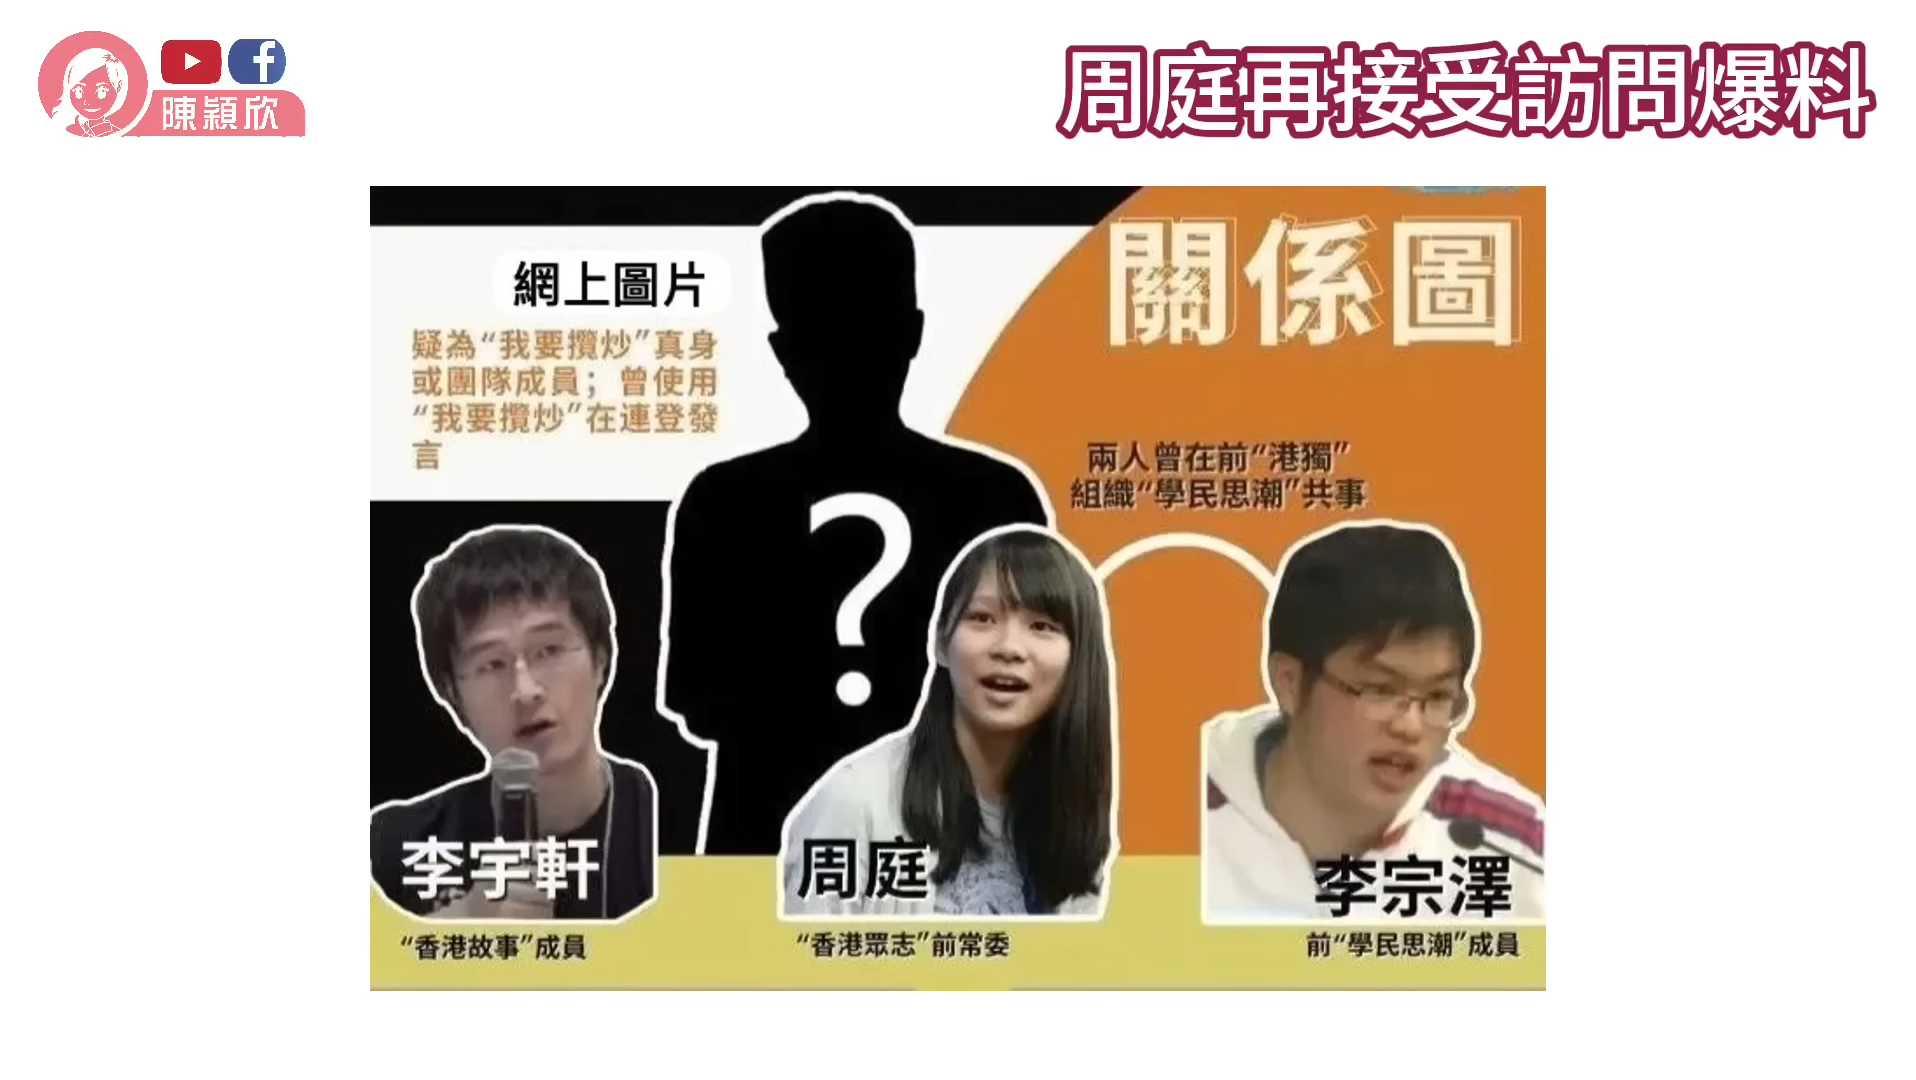 陳穎欣
周庭再接受訪問爆料
關係圖
網上圖片
疑為“我要攬炒”真身
或團隊成員；曾使用
“我要攬炒”在連登發
言
兩人曾在前“港獨”
組織“學民思潮”共事
?
李宇軒
“香港故事”成員
周庭
“香港眾志”前常委
李宗澤
前“學民思潮”成員